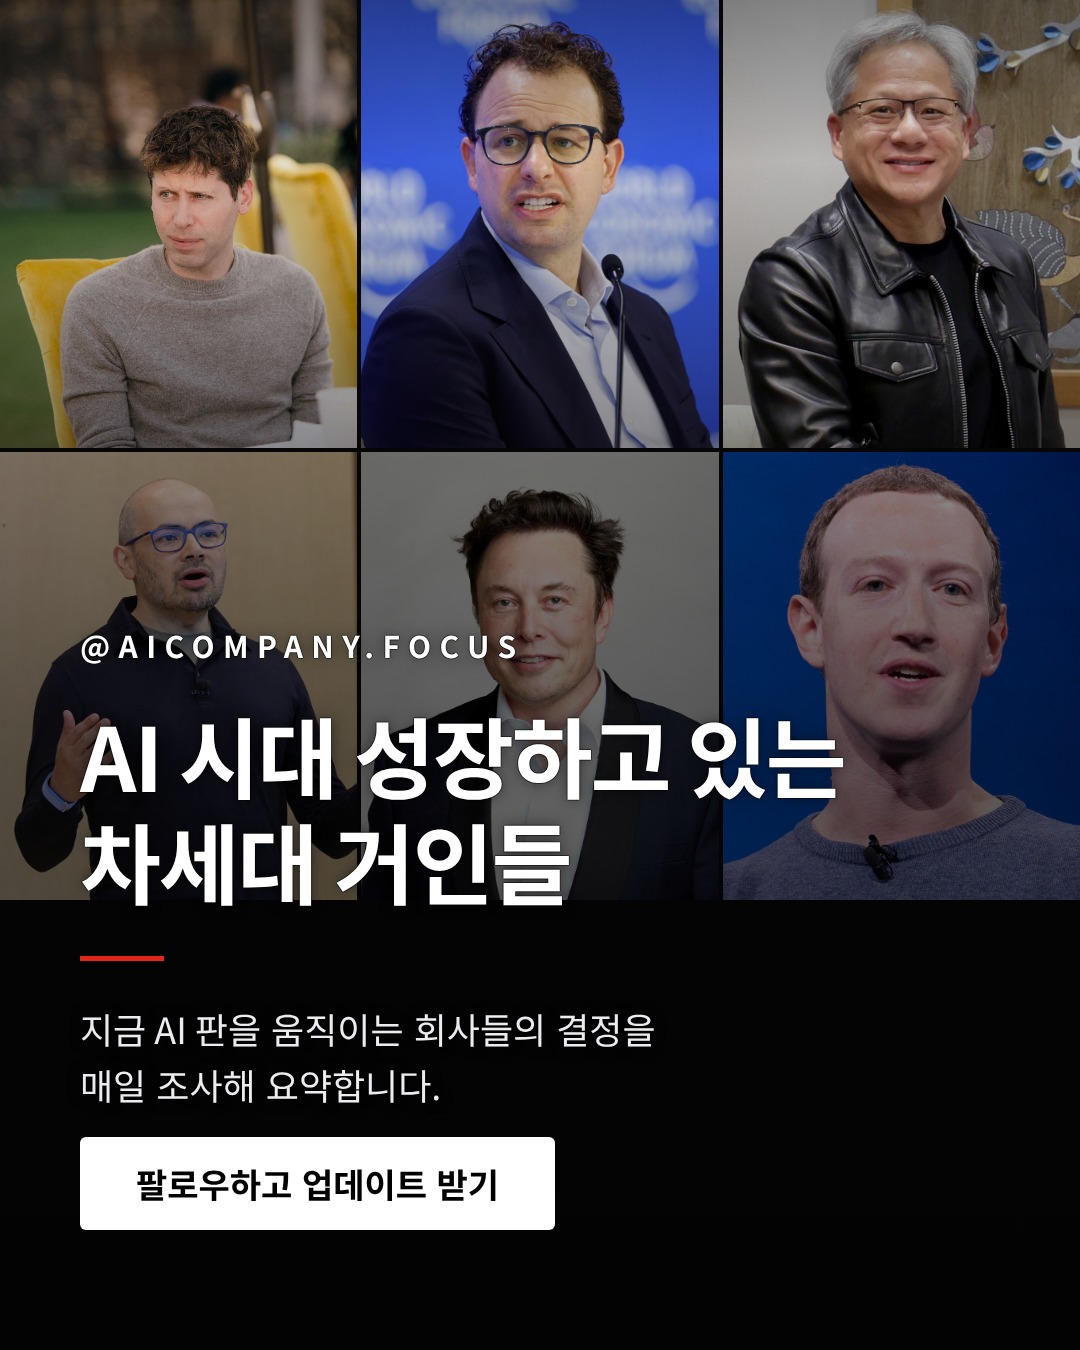 @AICOMPANY.FOCUS
AI 시대 성장하고 있는
차세대 거인들
지금 AI 판을 움직이는 회사들의 결정을
매일 조사해 요약합니다.
팔로우하고 업데이트 받기